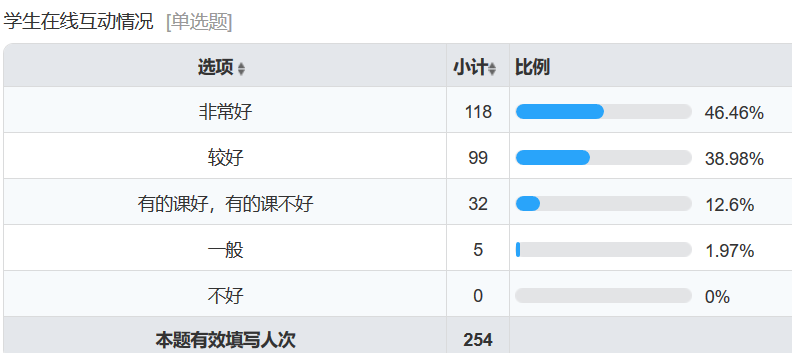 学生在线互动情况 [单选题]
选项 小计 比例
非常好 118 46.46%
较好 99 38.98%
有的课好，有的课不好 32 12.6%
一般 5 1.97%
不好 0 0%
本题有效填写人次 254